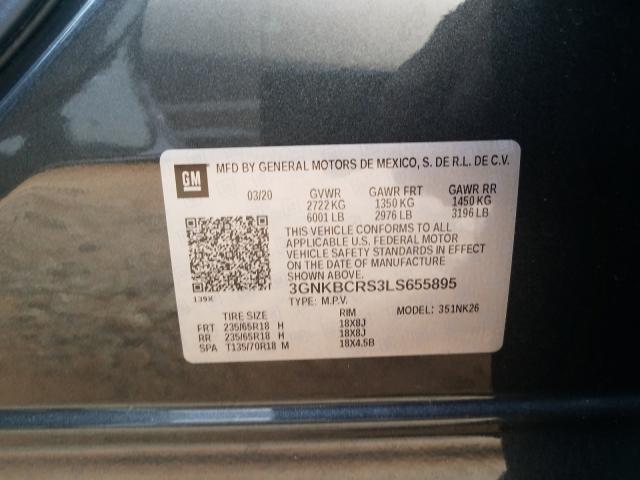 GM MFD BY GENERAL MOTORS DE MEXICO, S. DE R.L. DE C.V.
03/20 GVWR GAWR FRT GAWR RR
2722 KG 1350 KG 1450 KG
6001 LB 2976 LB 3196 LB
THIS VEHICLE CONFORMS TO ALL
APPLICABLE U.S. FEDERAL MOTOR
VEHICLE SAFETY STANDARDS IN EFFECT
ON THE DATE OF MANUFACTURE
SHOWN ABOVE.
139X 3GNKBCRS3LS655895
TYPE: M.P.V. MODEL: 351NK26
TIRE SIZE RIM
FRT 235/65R18 H 18X8J
RR 235/65R18 H 18X8J
SPA T135/70R18 M 18X4.5B